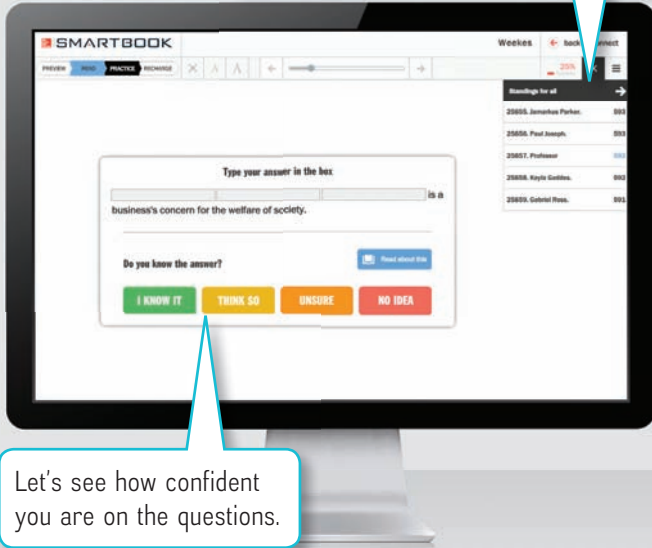 SMARTBOOK
Weekes
PREVIEW READ PRACTICE RECHARGE A A
25%
Standings for all
25655. Jamarkus Parker. 593
25656. Paul Joseph. 593
25657. Professor
25658. Kayle Geddes. 592
25659. Gabriel Ross. 591
Type your answer in the box
is a
business's concern for the welfare of society.
Do you know the answer?
Read about this
I KNOW IT THINK SO UNSURE NO IDEA
Let's see how confident
you are on the questions.